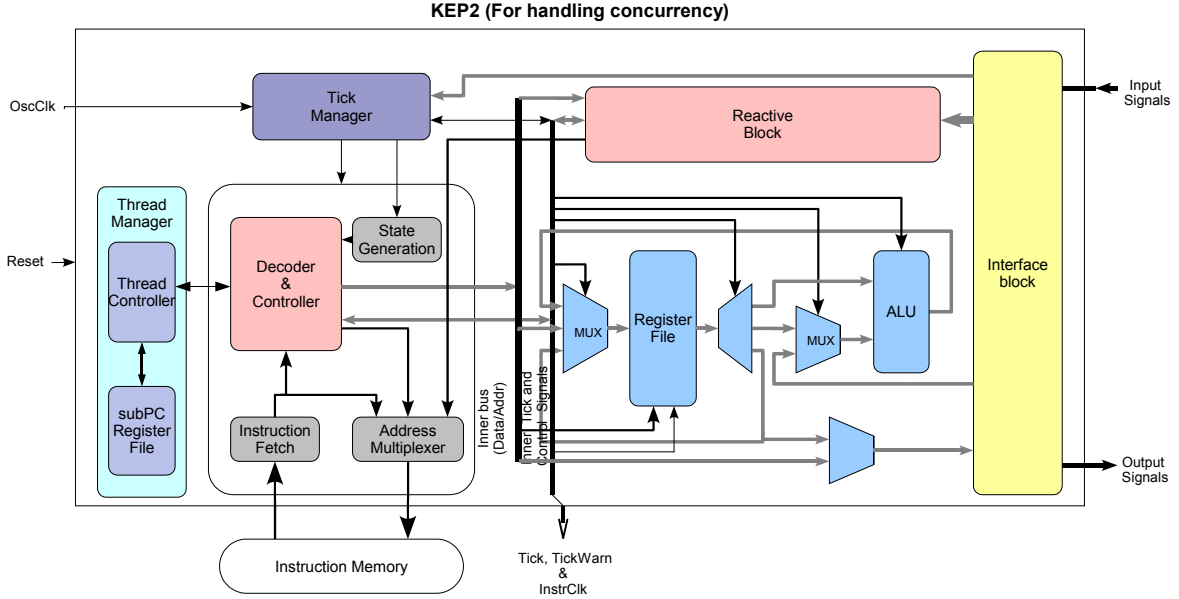 KEP2 (For handling concurrency)
OscClk
Tick
Manager
Reactive
Block
Input
Signals
Thread
Manager
State
Generation
Reset
Thread
Controller
Decoder
&
Controller
Interface
block
MUX
Register
File
MUX
ALU
subPC
Register
File
Instruction
Fetch
Address
Multiplexer
Inner bus
(Data/Addr)
Inner Tick and
Control Signals
Output
Signals
Instruction Memory
Tick, TickWarn
&
InstrClk